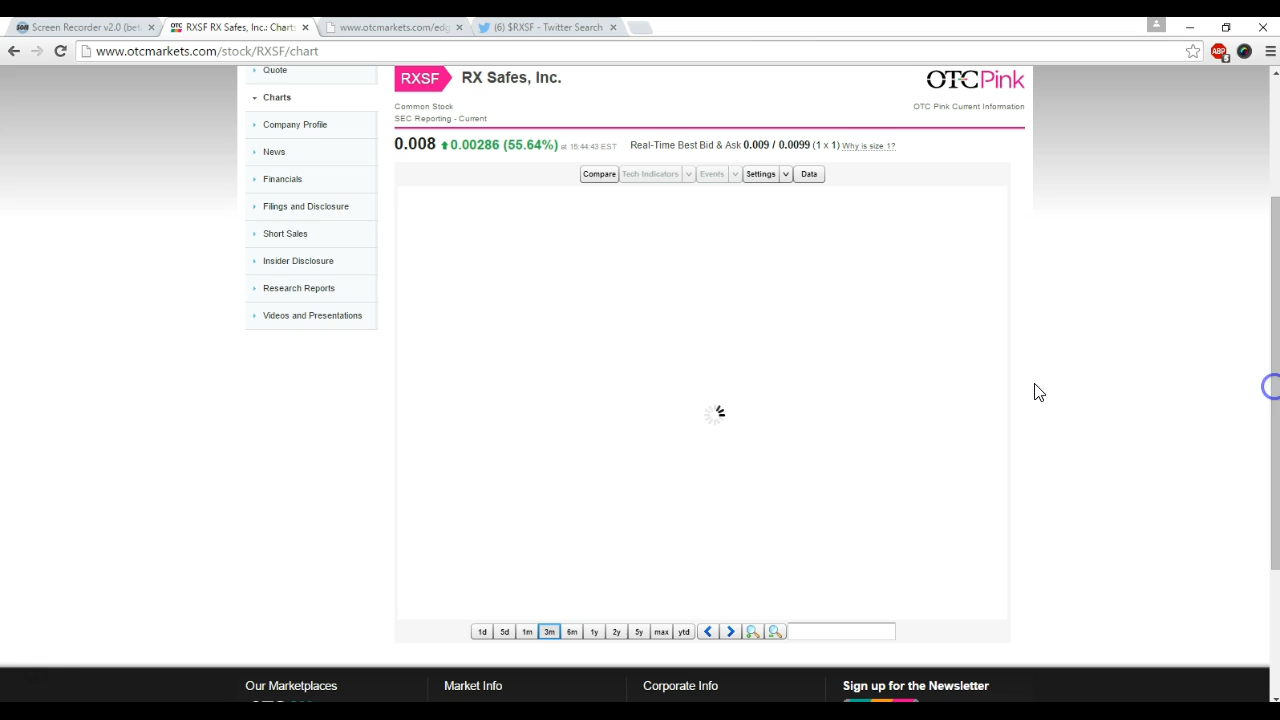 Screen Recorder v2.0 (bet
RXSF RX Safes, Inc.: Charts
www.otcmarkets.com/edg
(6) $RXSF - Twitter Search
www.otcmarkets.com/stock/RXSF/chart
ABP
5
Quote
Charts
Company Profile
News
Financials
Filings and Disclosure
Short Sales
Insider Disclosure
Research Reports
Videos and Presentations
RXSF RX Safes, Inc.
OTCPink
Common Stock
OTC Pink Current Information
SEC Reporting - Current
0.008 0.00286 (55.64%) at 15:44:43 EST Real-Time Best Bid & Ask 0.009 / 0.0099 (1 x 1) Why is size 1?
Compare Tech Indicators Events Settings Data
1d 5d 1m 3m 6m 1y 2y 5y max ytd
Our Marketplaces Market Info Corporate Info Sign up for the Newsletter